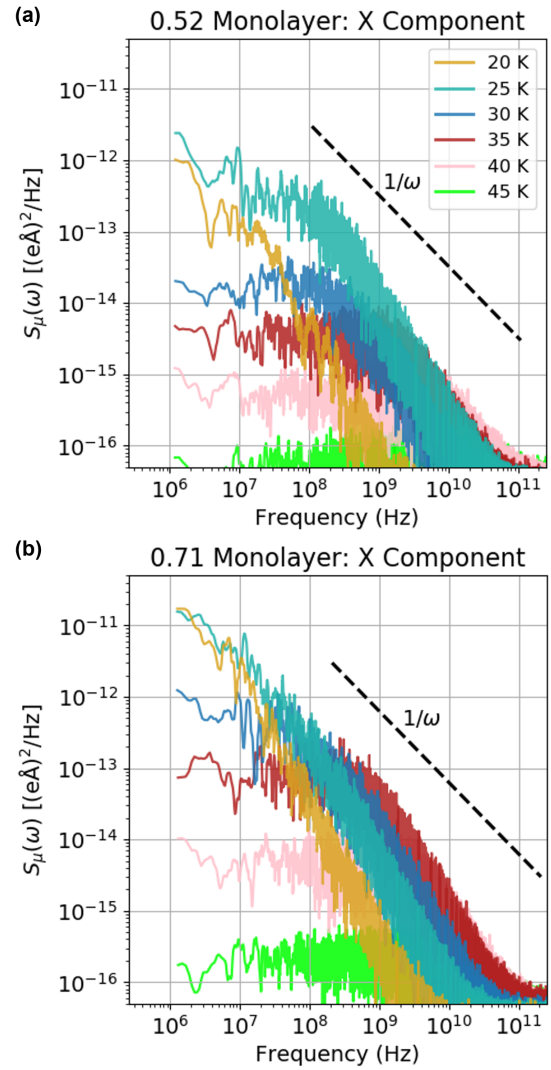 (a)
0.52 Monolayer: X Component
20 K
25 K
30 K
35 K
40 K
45 K
1/ω
10⁻¹¹
10⁻¹²
10⁻¹³
10⁻¹⁴
10⁻¹⁵
10⁻¹⁶
Sμ(ω) [(eÅ)²/Hz]
10⁶ 10⁷ 10⁸ 10⁹ 10¹⁰ 10¹¹
Frequency (Hz)
(b)
0.71 Monolayer: X Component
1/ω
10⁻¹¹
10⁻¹²
10⁻¹³
10⁻¹⁴
10⁻¹⁵
10⁻¹⁶
Sμ(ω) [(eÅ)²/Hz]
10⁶ 10⁷ 10⁸ 10⁹ 10¹⁰ 10¹¹
Frequency (Hz)